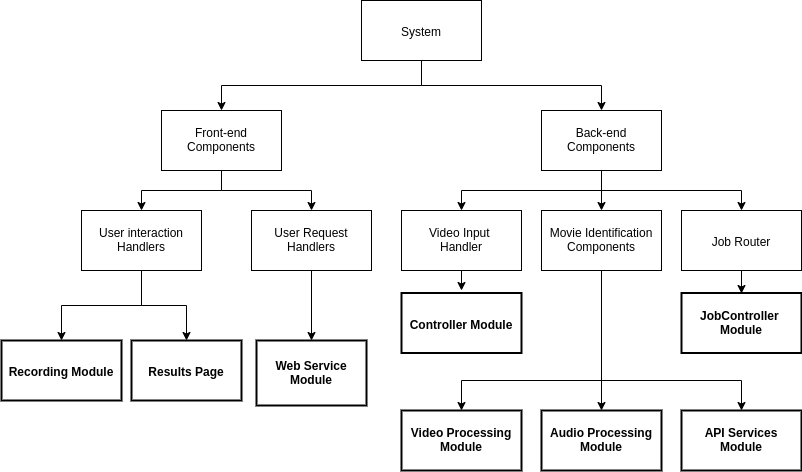 System
Front-end
Components
Back-end
Components
User interaction
Handlers
User Request
Handlers
Video Input
Handler
Movie Identification
Components
Job Router
Controller Module
JobController
Module
Recording Module
Results Page
Web Service
Module
Video Processing
Module
Audio Processing
Module
API Services
Module